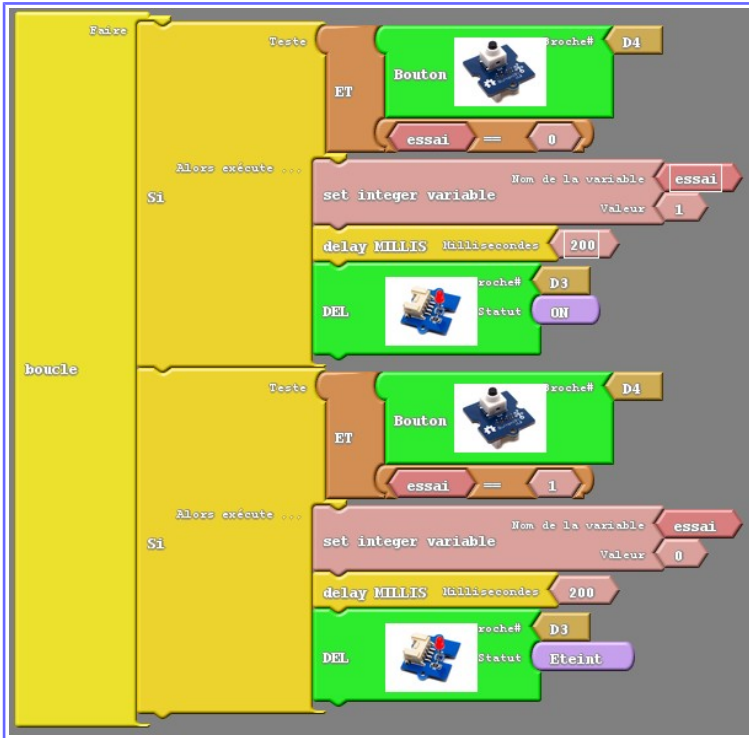 Faire
Teste
ET
Bouton
roche#
D4
essai == 0
Si
Alors exécute ...
set integer variable
Nom de la variable
essai
Valeur
1
delay MILLIS
Millisecondes
200
DEL
roche#
D3
Statut
ON
boucle
Teste
ET
Bouton
roche#
D4
essai == 1
Si
Alors exécute ...
set integer variable
Nom de la variable
essai
Valeur
0
delay MILLIS
Millisecondes
200
DEL
roche#
D3
Statut
Eteint